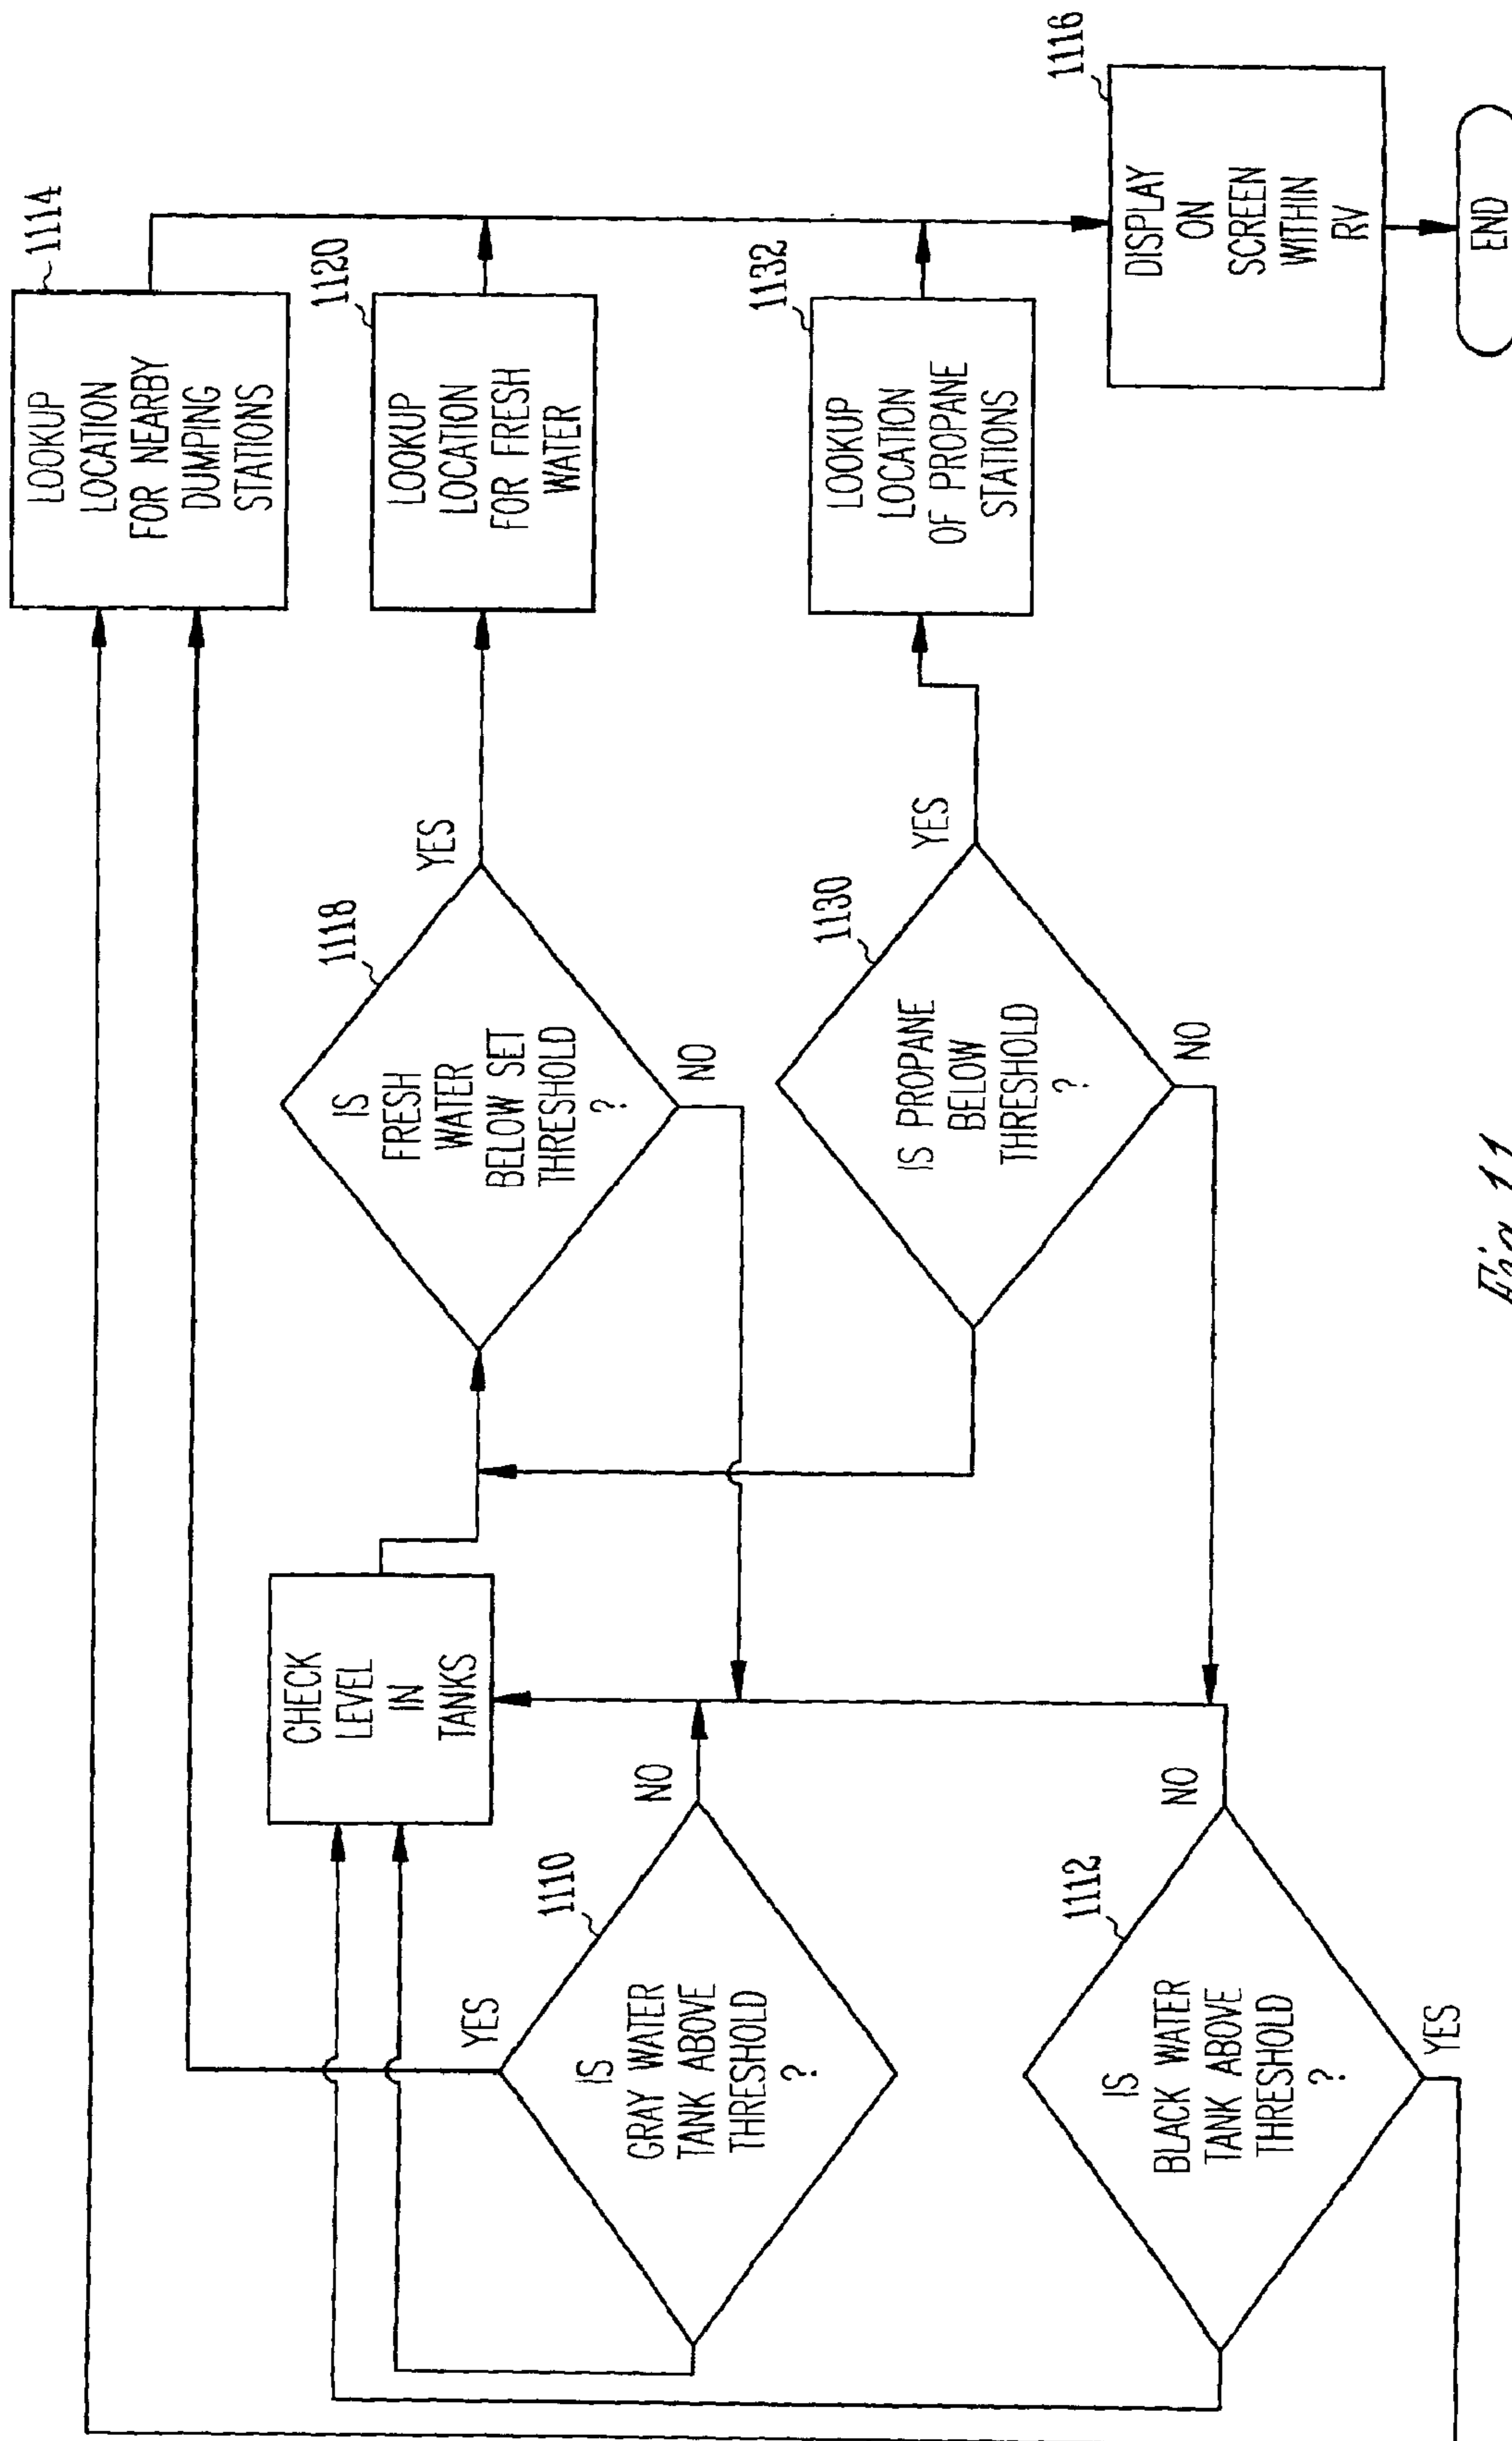 1114
LOOKUP
LOCATION
FOR NEARBY
DUMPING
STATIONS
1120
LOOKUP
LOCATION
FOR FRESH
WATER
1132
LOOKUP
LOCATION
OF PROPANE
STATIONS
1116
DISPLAY
ON
SCREEN
WITHIN
RV
END
1118
IS
FRESH
WATER
BELOW SET
THRESHOLD
?
YES
NO
1130
IS PROPANE
BELOW
THRESHOLD
?
YES
NO
CHECK
LEVEL
IN
TANKS
1110
IS
GRAY WATER
TANK ABOVE
THRESHOLD
?
YES
NO
1112
IS
BLACK WATER
TANK ABOVE
THRESHOLD
?
NO
YES
Fig. 11